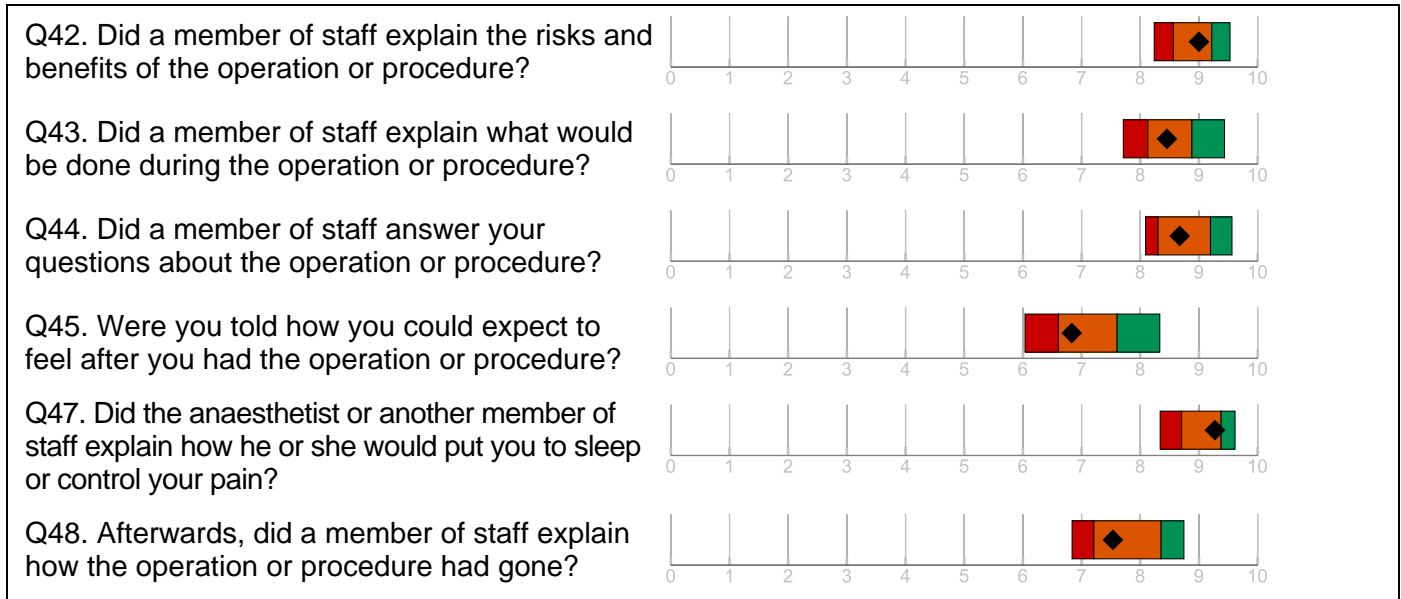 Q42. Did a member of staff explain the risks and
benefits of the operation or procedure?
0 1 2 3 4 5 6 7 8 9 10
Q43. Did a member of staff explain what would
be done during the operation or procedure?
0 1 2 3 4 5 6 7 8 9 10
Q44. Did a member of staff answer your
questions about the operation or procedure?
0 1 2 3 4 5 6 7 8 9 10
Q45. Were you told how you could expect to
feel after you had the operation or procedure?
0 1 2 3 4 5 6 7 8 9 10
Q47. Did the anaesthetist or another member of
staff explain how he or she would put you to sleep
or control your pain?
0 1 2 3 4 5 6 7 8 9 10
Q48. Afterwards, did a member of staff explain
how the operation or procedure had gone?
0 1 2 3 4 5 6 7 8 9 10